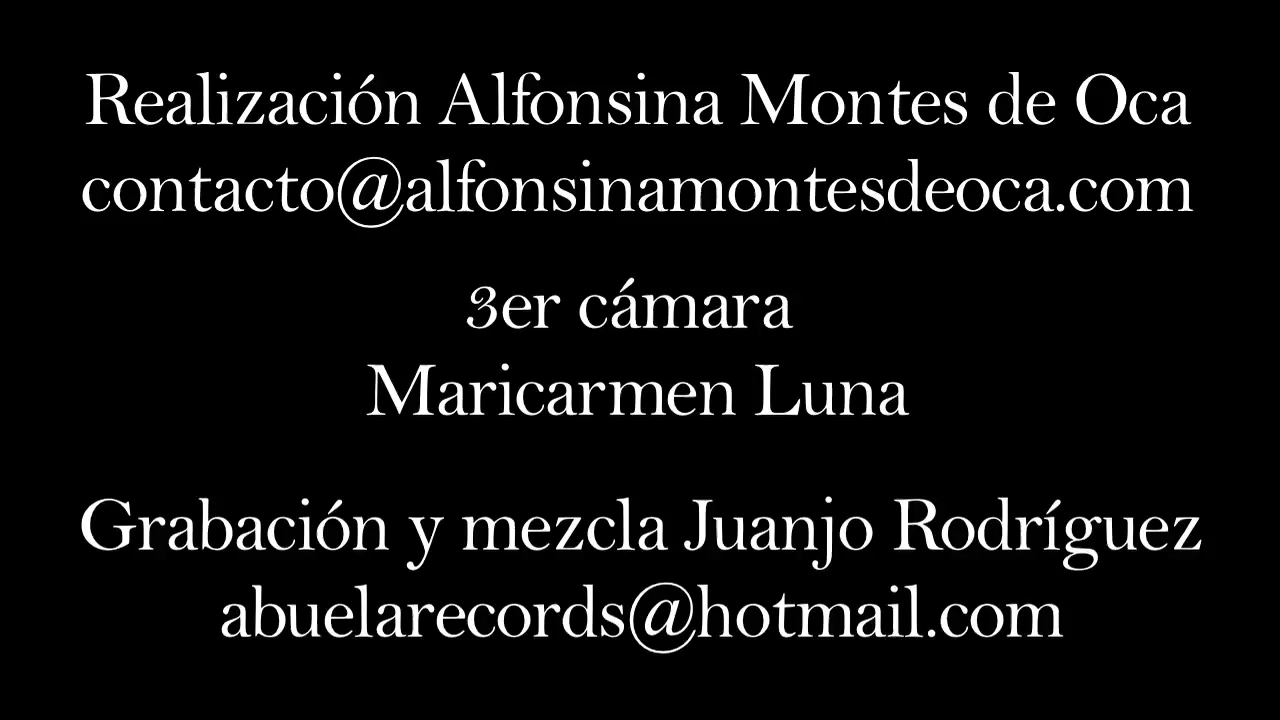 Realización Alfonsina Montes de Oca
contacto@alfonsinamontesdeoca.com
3er cámara
Maricarmen Luna
Grabación y mezcla Juanjo Rodríguez
abuelarecords@hotmail.com